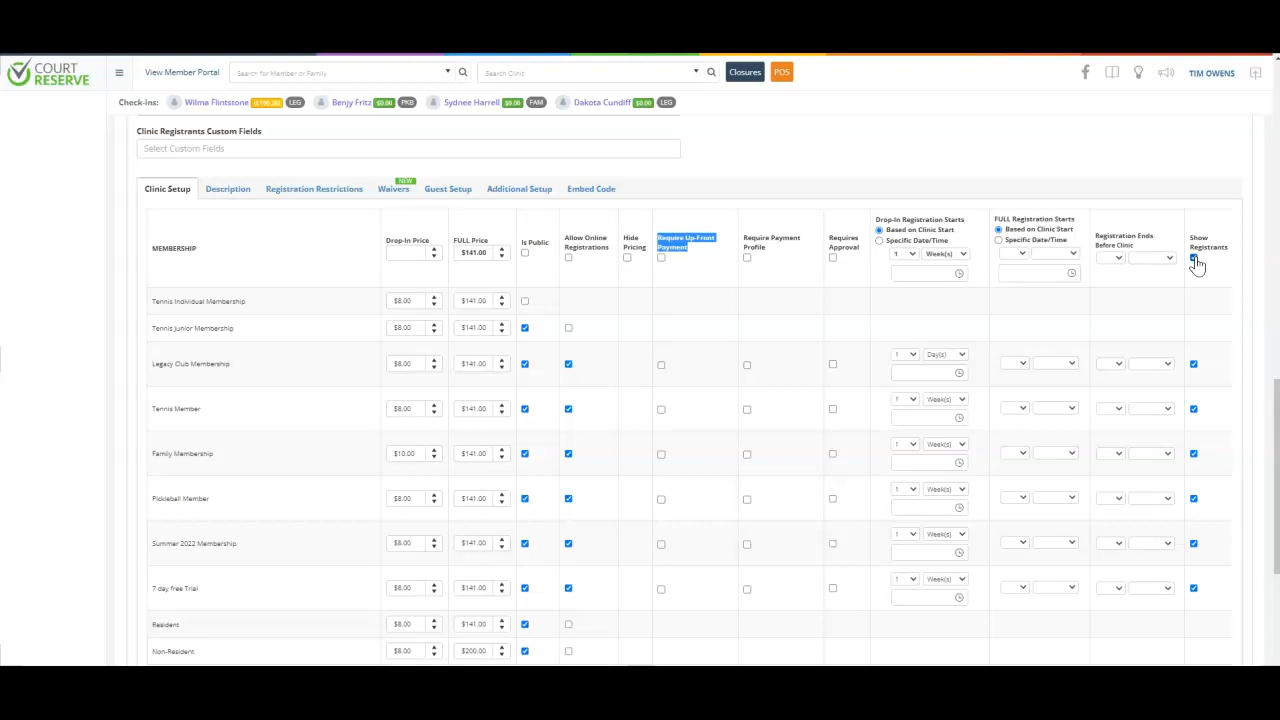 COURT RESERVE
View Member Portal
Search for Member or Family
Search Clinic
Closures
POS
TIM OWENS
Check-ins:
Wilma Flintstone
LEG
Benjy Fritz $0.00 PKB
Sydnee Harrell $0.00 FAM
Dakota Cundiff $0.00 LEG
Clinic Registrants Custom Fields
Select Custom Fields
NEW
Clinic Setup Description Registration Restrictions Waivers Guest Setup Additional Setup Embed Code
MEMBERSHIP
Drop-In Price
FULL Price
$141.00
Is Public
Allow Online
Registrations
Hide
Pricing
Require Up-Front
Payment
Require Payment
Profile
Requires
Approval
Drop-In Registration Starts
Based on Clinic Start
Specific Date/Time
1 Week(s)
FULL Registration Starts
Based on Clinic Start
Specific Date/Time
Registration Ends
Before Clinic
Show
Registrants
Tennis Individual Membership $8.00 $141.00
Tennis Junior Membership $8.00 $141.00
Legacy Club Membership $8.00 $141.00 1 Day(s)
Tennis Member $8.00 $141.00 1 Week(s)
Family Membership $10.00 $141.00 1 Week(s)
Pickleball Member $8.00 $141.00 1 Week(s)
Summer 2022 Membership $8.00 $141.00 1 Week(s)
7 day free Trial $8.00 $141.00 1 Week(s)
Resident $8.00 $141.00
Non-Resident $8.00 $200.00